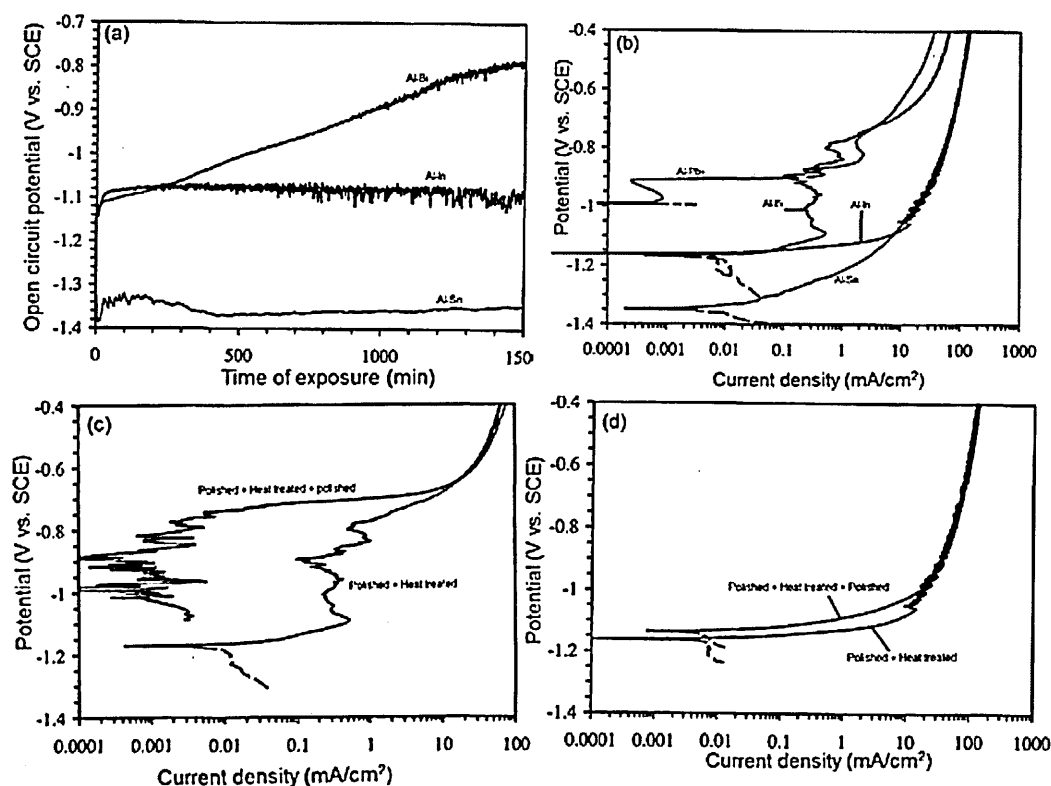 (a)
Open circuit potential (V vs. SCE)
-0.7
-0.8
-0.9
-1
-1.1
-1.2
-1.3
-1.4
Al-Bi
Al-In
Al-Sn
0 500 1000 150
Time of exposure (min)
(b)
Potential (V vs. SCE)
-0.4
-0.6
-0.8
-1
-1.2
-1.4
Al-Pb
Al-In
Al-Sn
0.0001 0.001 0.01 0.1 1 10 100 1000
Current density (mA/cm²)
(c)
Potential (V vs. SCE)
-0.4
-0.6
-0.8
-1
-1.2
-1.4
Polished + Heat treated + polished
Polished + Heat treated
0.0001 0.001 0.01 0.1 1 10 100
Current density (mA/cm²)
(d)
Potential (V vs. SCE)
-0.4
-0.6
-0.8
-1
-1.2
-1.4
Polished + Heat treated + Polished
Polished + Heat treated
0.0001 0.001 0.01 0.1 1 10 100 1000
Current density (mA/cm²)